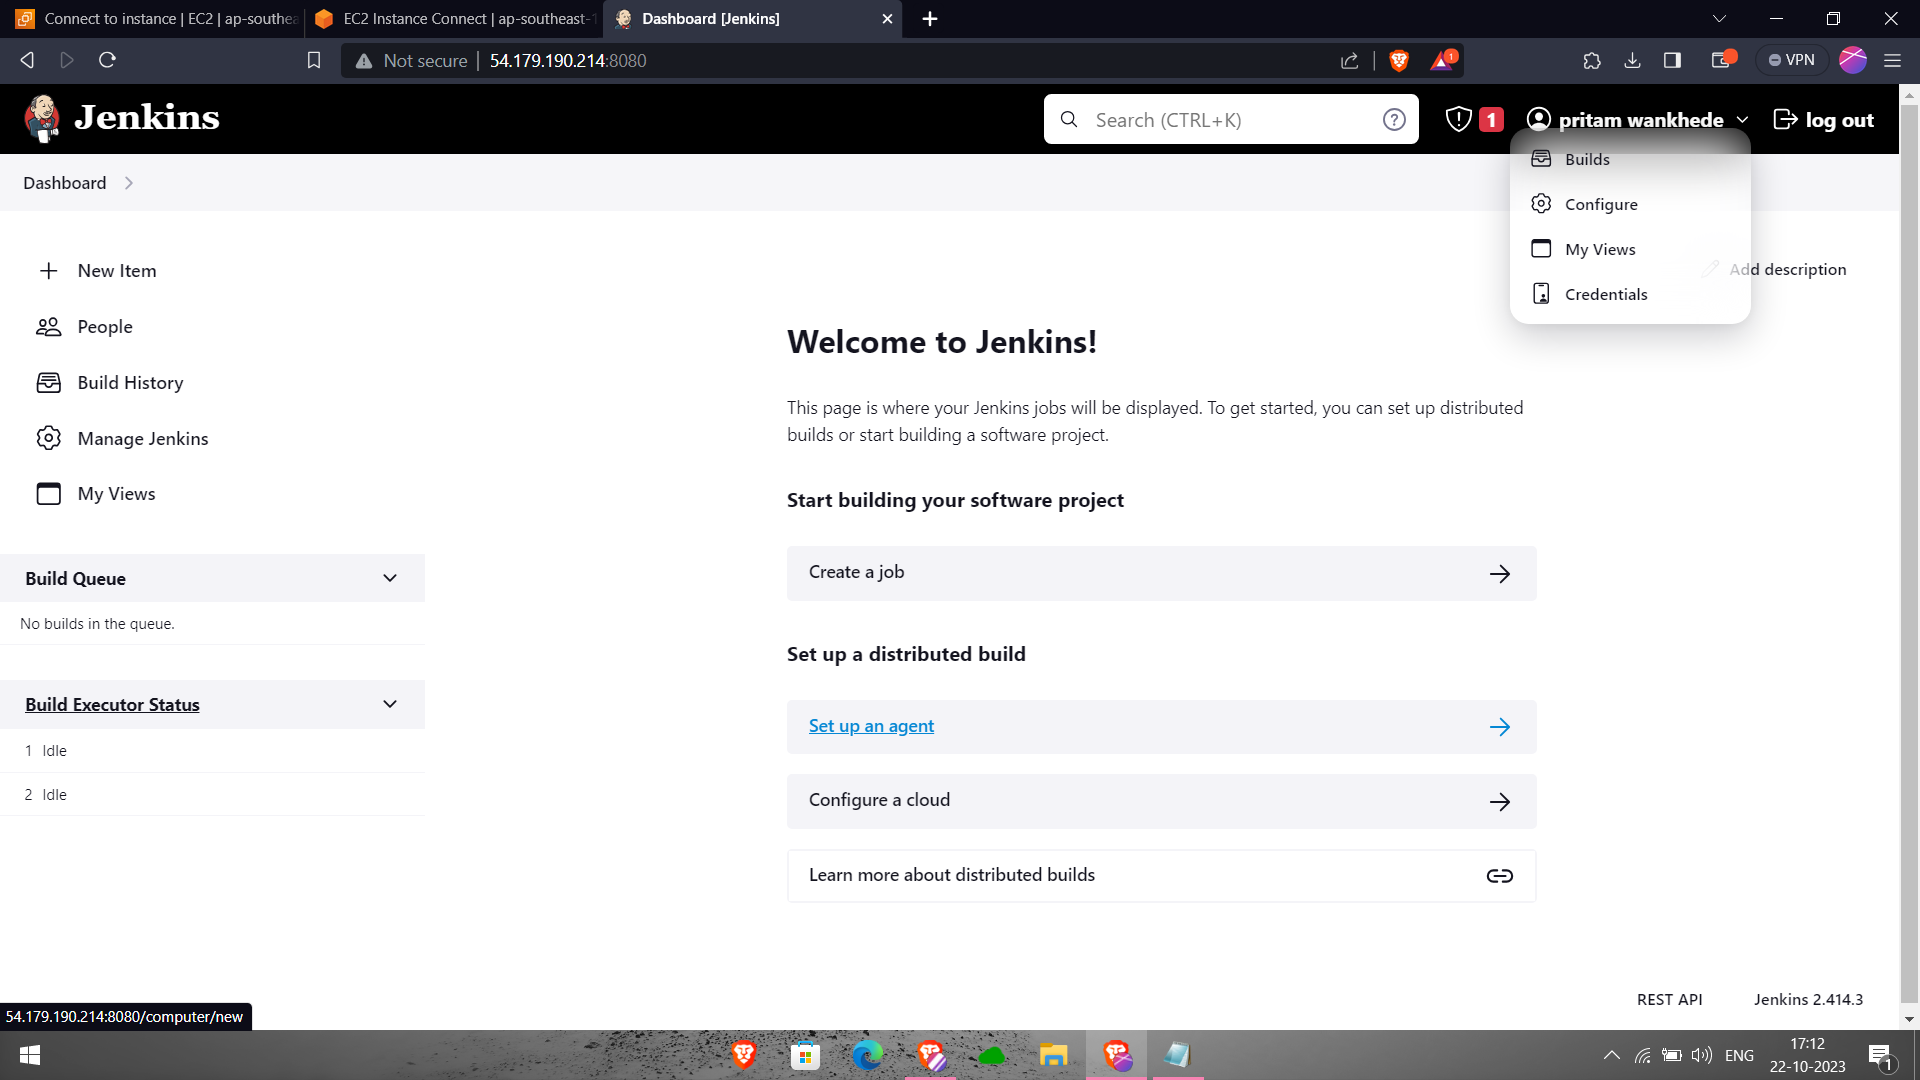 Connect to instance | EC2 | ap-southea
EC2 Instance Connect | ap-southeast-1
Dashboard [Jenkins]
Not secure
54.179.190.214:8080
1
VPN
Jenkins
Search (CTRL+K)
1
pritam wankhede
log out
Dashboard
Builds
Configure
My Views
Credentials
Add description
New Item
People
Build History
Manage Jenkins
My Views
Build Queue
No builds in the queue.
Build Executor Status
1 Idle
2 Idle
Welcome to Jenkins!
This page is where your Jenkins jobs will be displayed. To get started, you can set up distributed
builds or start building a software project.
Start building your software project
Create a job
Set up a distributed build
Set up an agent
Configure a cloud
Learn more about distributed builds
REST API
Jenkins 2.414.3
54.179.190.214:8080/computer/new
ENG
17:12
22-10-2023
1